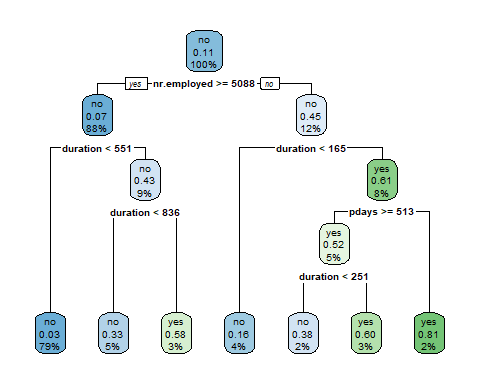 no
0.11
100%
yes nr.employed >= 5088 no
no
0.07
88%
no
0.45
12%
duration < 551
duration < 165
no
0.43
9%
yes
0.61
8%
duration < 836
pdays >= 513
yes
0.52
5%
duration < 251
no
0.03
79%
no
0.33
5%
yes
0.58
3%
no
0.16
4%
no
0.38
2%
yes
0.60
3%
yes
0.81
2%